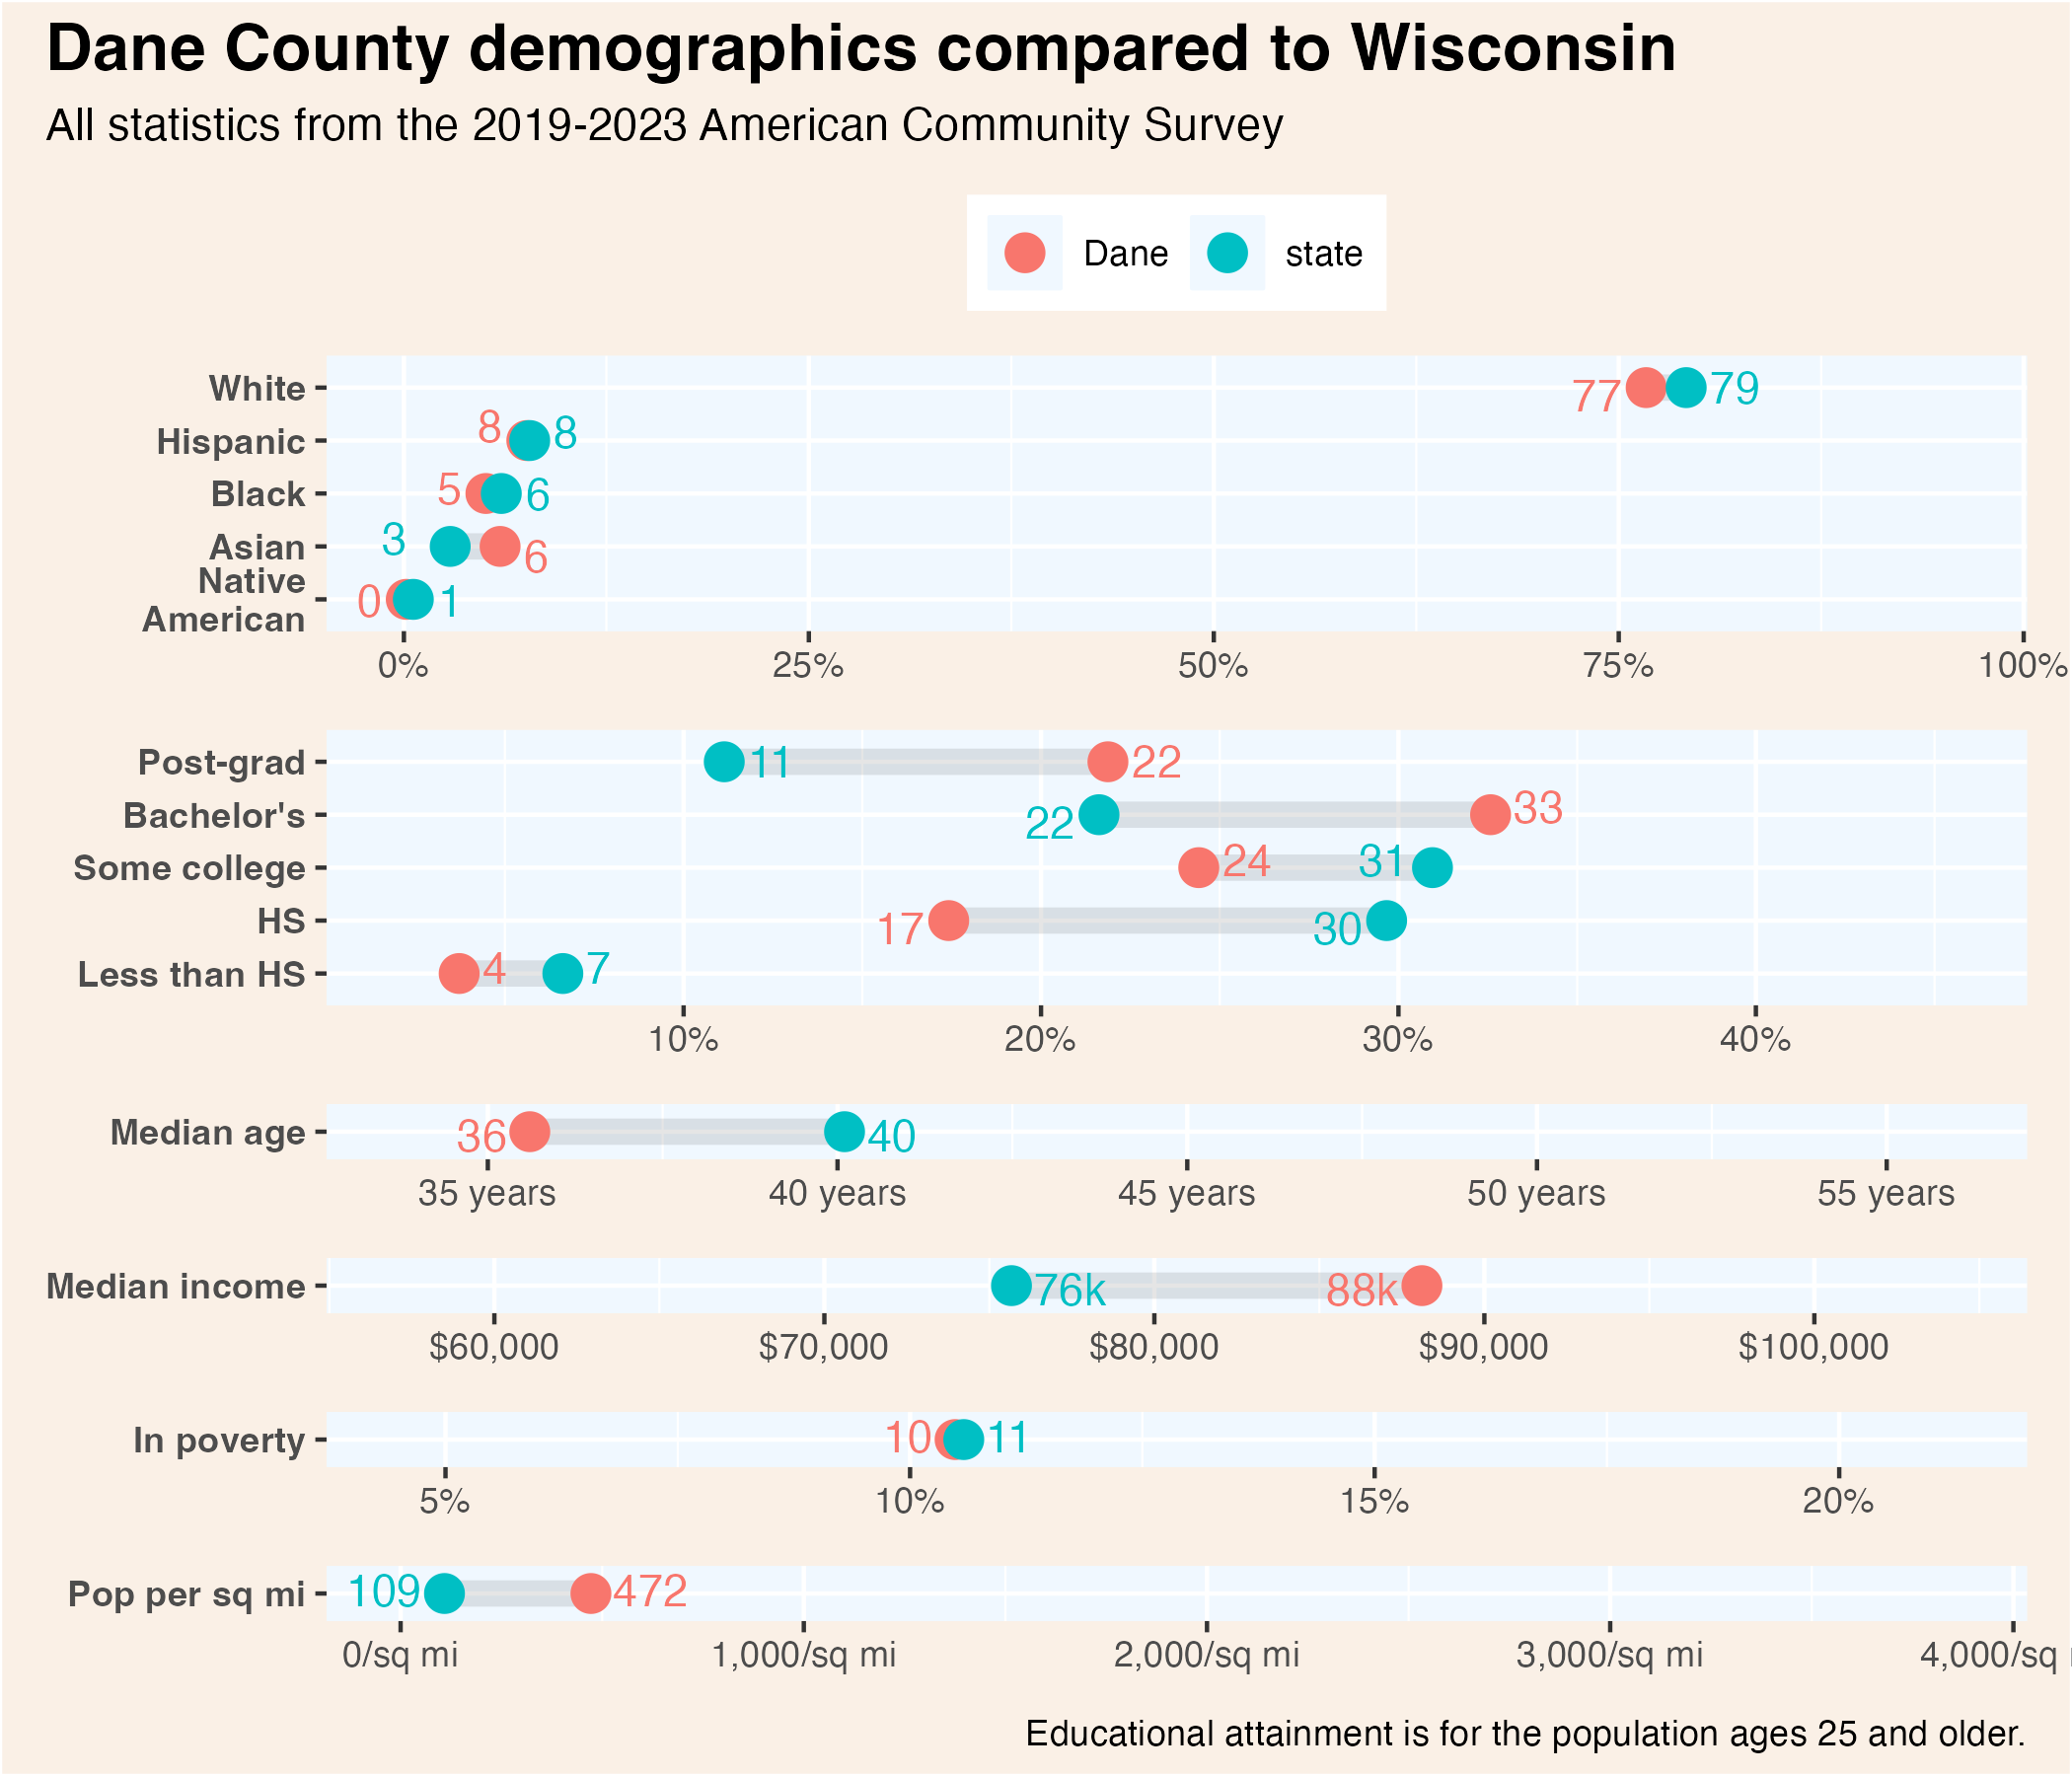 Dane County demographics compared to Wisconsin
All statistics from the 2019-2023 American Community Survey
Dane state
White 77 79
Hispanic 8 8
Black 5 6
Asian 3 6
Native
American 0 1
0% 25% 50% 75% 100%
Post-grad 11 22
Bachelor's 22 33
Some college 24 31
HS 17 30
Less than HS 4 7
10% 20% 30% 40%
Median age 36 40
35 years 40 years 45 years 50 years 55 years
Median income 76k 88k
$60,000 $70,000 $80,000 $90,000 $100,000
In poverty 10 11
5% 10% 15% 20%
Pop per sq mi 109 472
0/sq mi 1,000/sq mi 2,000/sq mi 3,000/sq mi 4,000/sq
Educational attainment is for the population ages 25 and older.